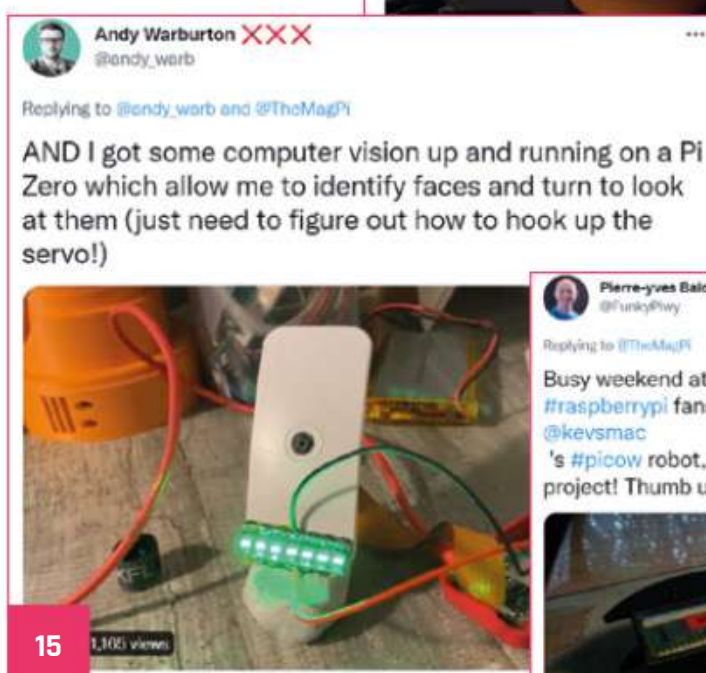 Andy Warburton ❌❌❌
@andy_warb
Replying to @andy_warb and @TheMagPi
AND I got some computer vision up and running on a Pi
Zero which allow me to identify faces and turn to look
at them (just need to figure out how to hook up the
servo!)
15
1,105 views
Pierre-yves
@FunkyPiwy
Replying to @TheMagPi
Busy weekend at
#raspberrypi
@kevsmac
's #picow robot,
project! Thumb